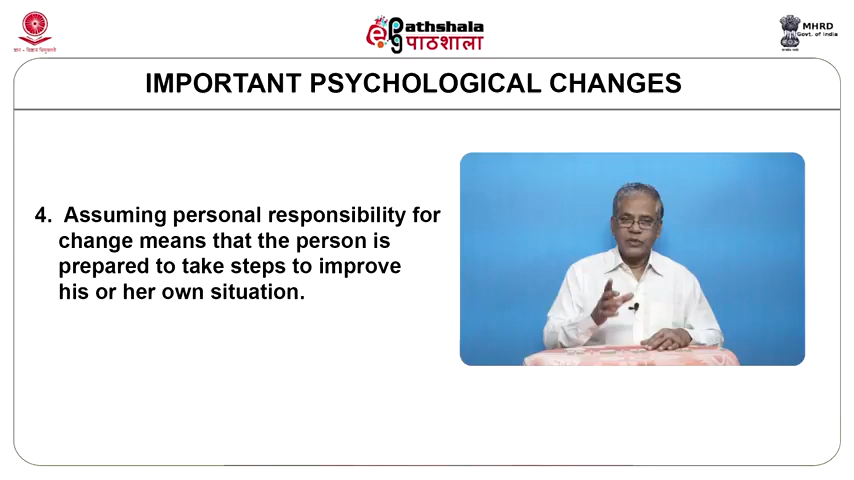 ज्ञान - विज्ञान विमुक्तये
ePathshala
पाठशाला
MHRD
Govt. of India
IMPORTANT PSYCHOLOGICAL CHANGES
4. Assuming personal responsibility for
change means that the person is
prepared to take steps to improve
his or her own situation.